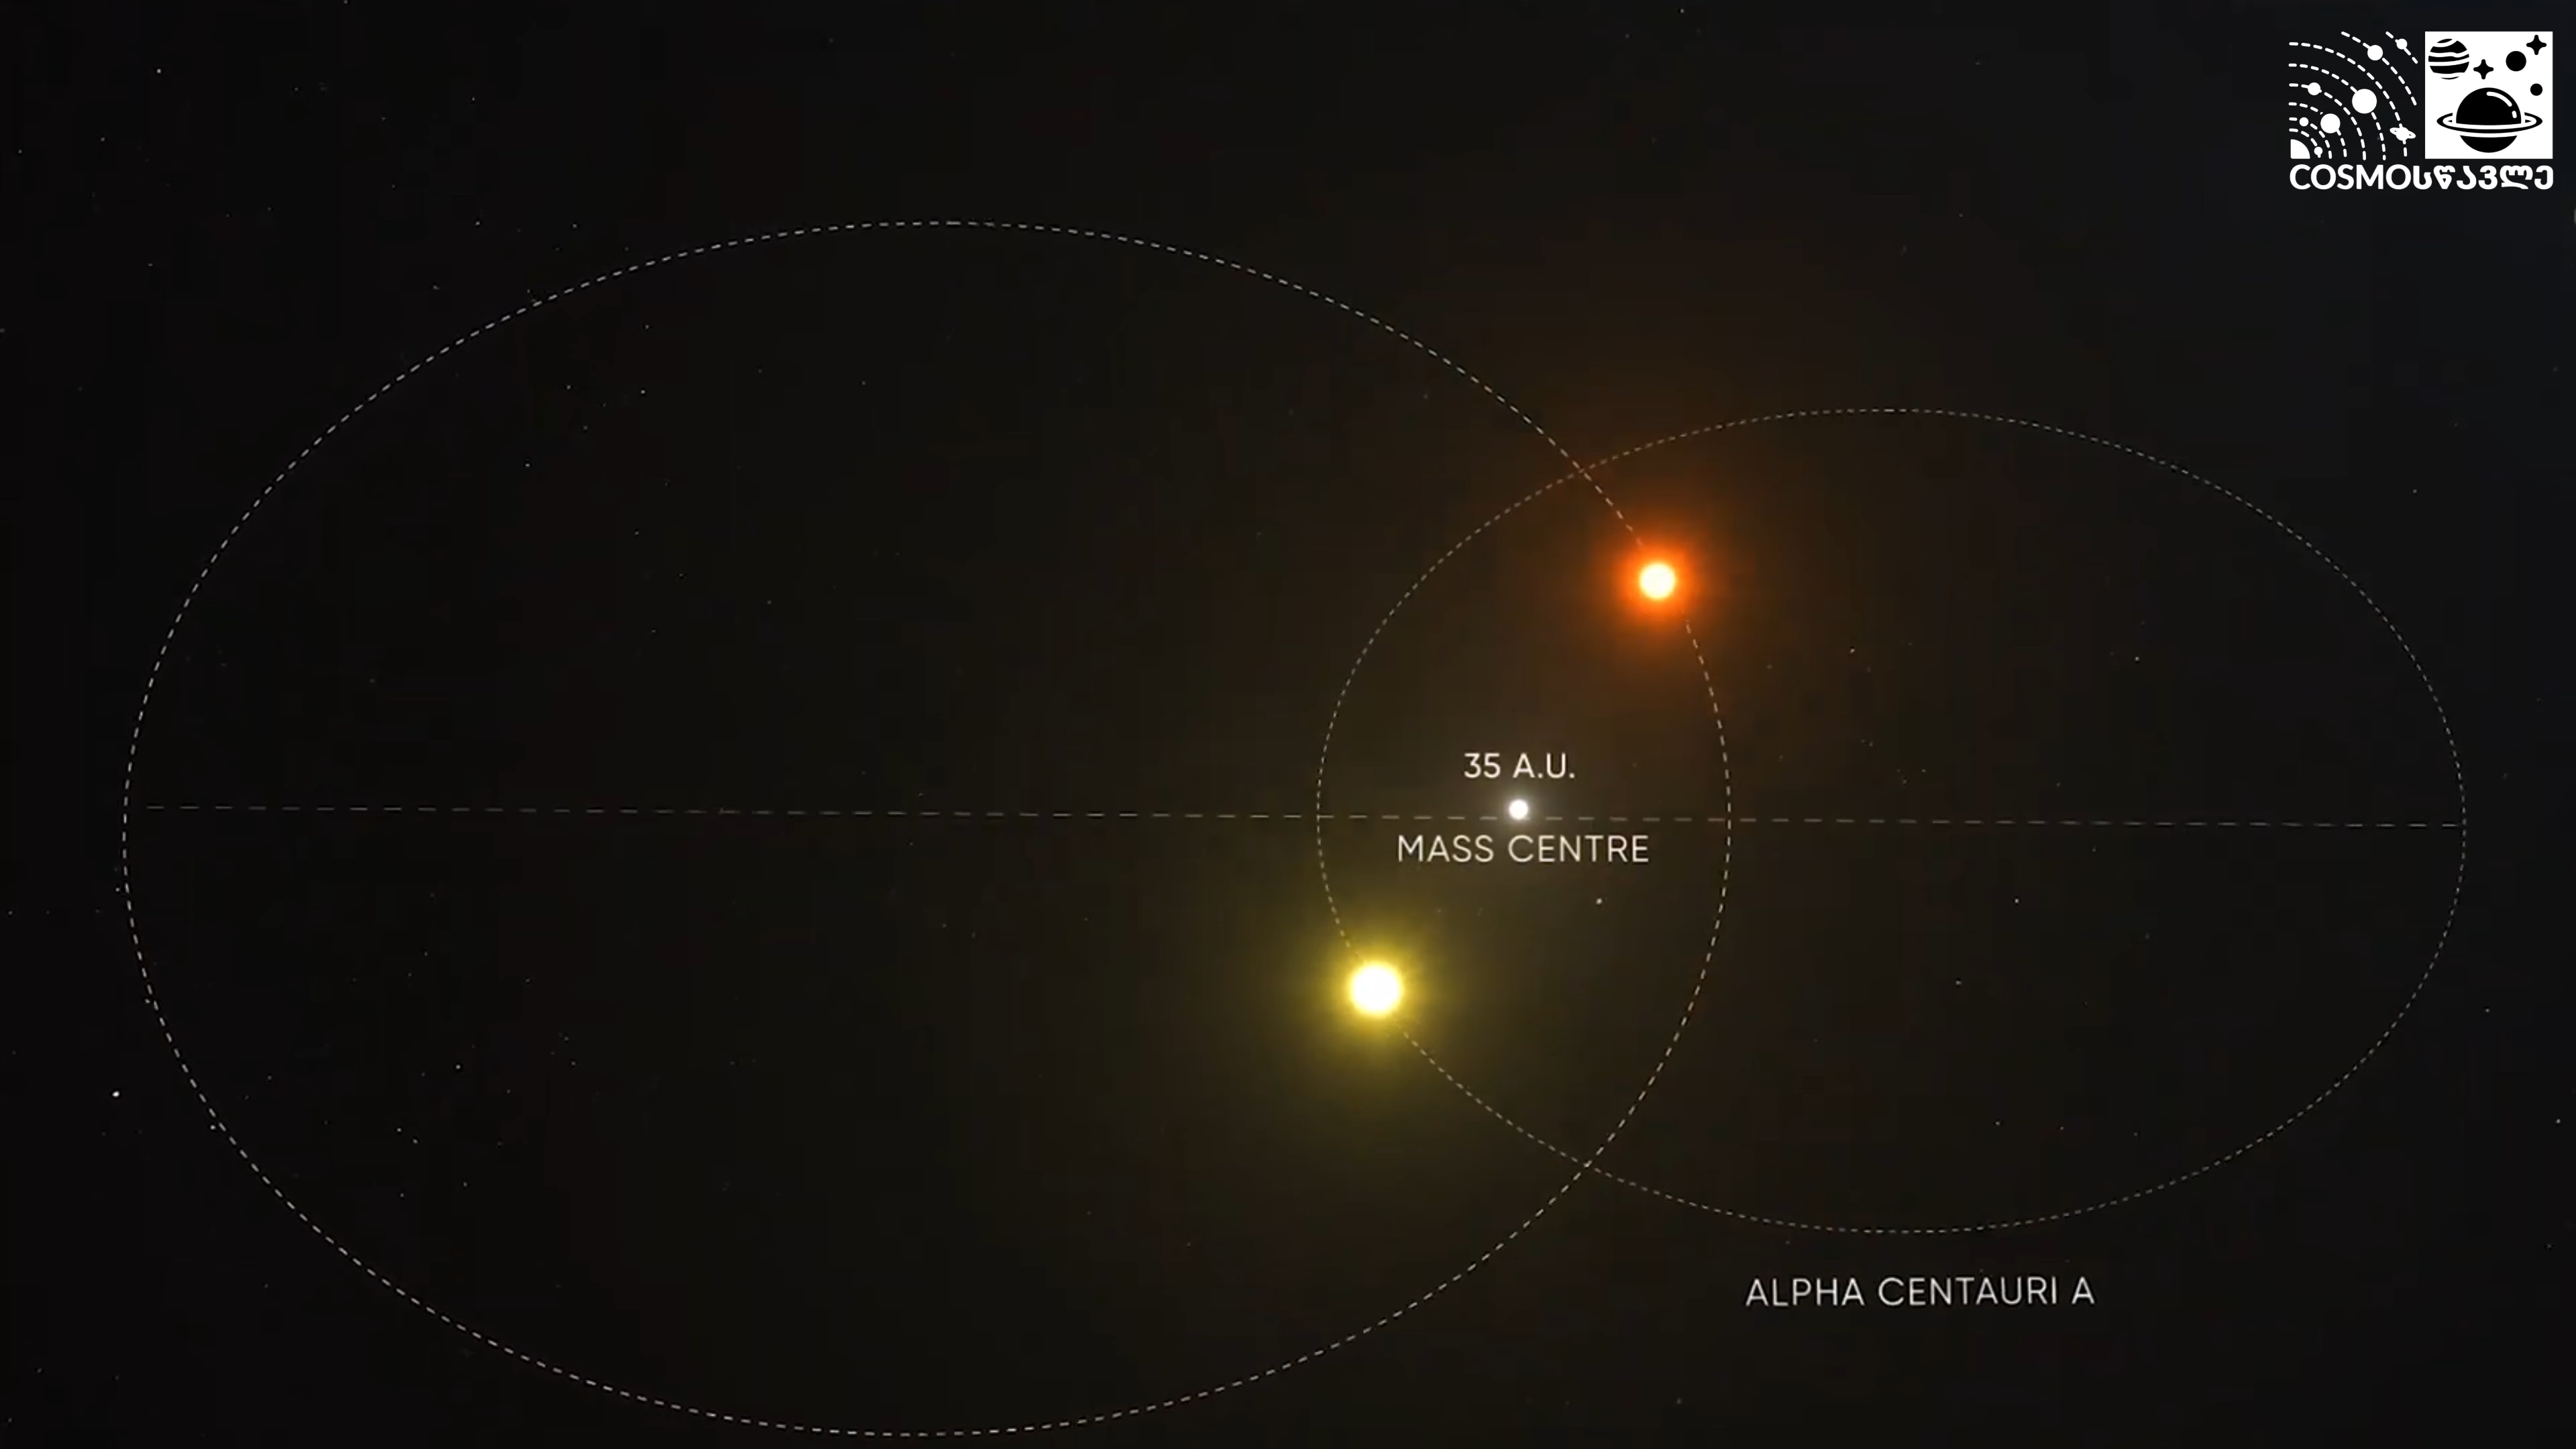 COSMOსწავლე
35 A.U.
MASS CENTRE
ALPHA CENTAURI A